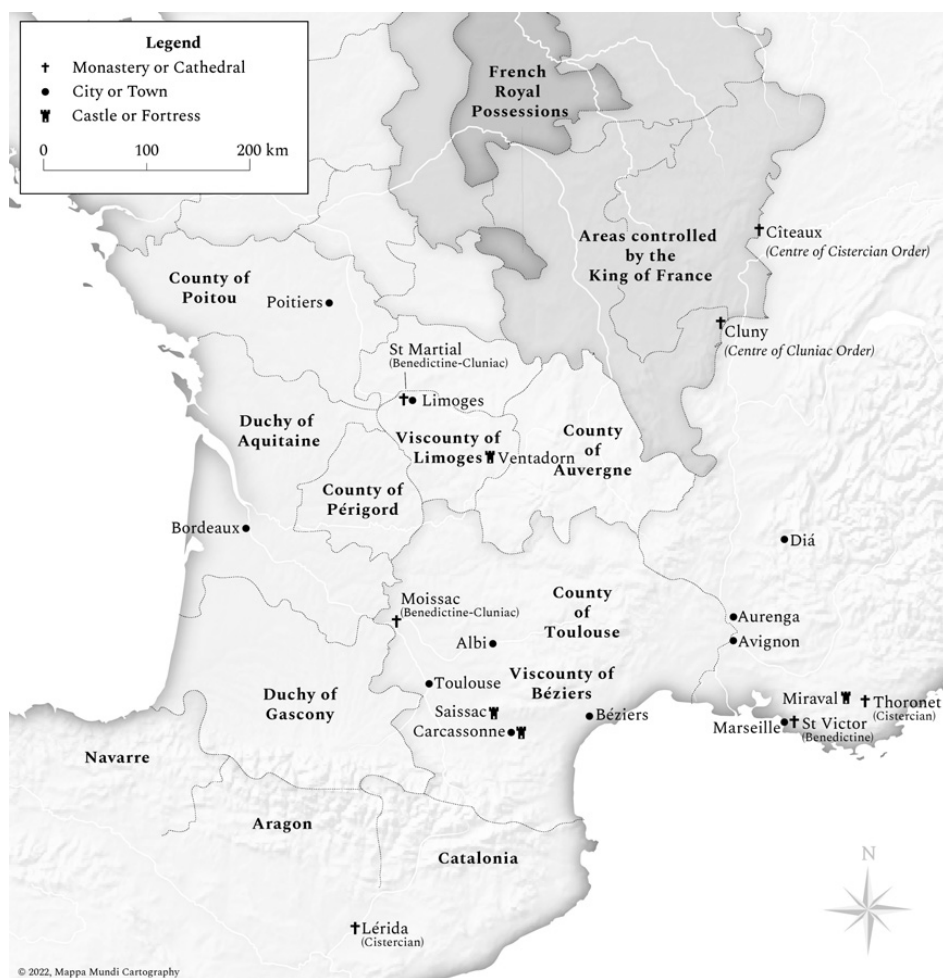 Legend
Monastery or Cathedral
City or Town
Castle or Fortress
0 100 200 km
French
Royal
Possessions
Areas controlled
by the
King of France
Cîteaux
(Centre of Cistercian Order)
County of
Poitou
Poitiers
Cluny
(Centre of Cluniac Order)
St Martial
(Benedictine-Cluniac)
Limoges
Duchy of
Aquitaine
Viscounty of
Limoges
Ventadorn
County
of
Auvergne
County of
Périgord
Bordeaux
Diá
Moissac
(Benedictine-Cluniac)
County
of
Toulouse
Aurenga
Avignon
Albi
Toulouse
Viscounty of
Béziers
Duchy of
Gascony
Saissac
Carcassonne
Béziers
Miraval
Thoronet
(Cistercian)
Marseille
St Victor
(Benedictine)
Navarre
Aragon
Catalonia
N
Lérida
(Cistercian)
© 2022, Mappa Mundi Cartography